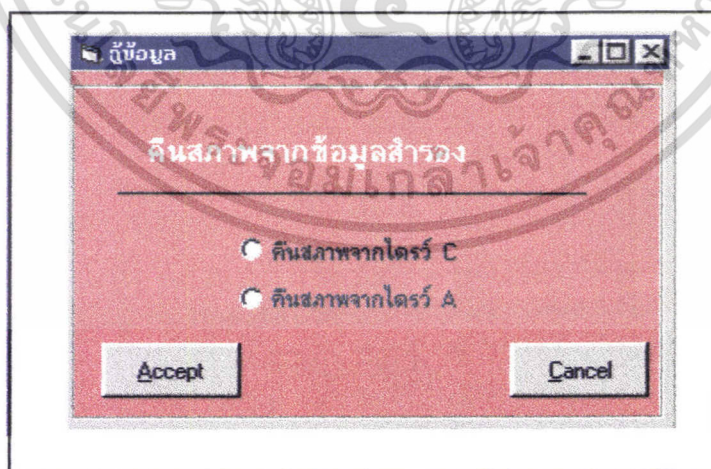 กู้ข้อมูล
คืนสภาพจากข้อมูลสำรอง
คืนสภาพจากไดรว์ C
คืนสภาพจากไดรว์ A
Accept
Cancel